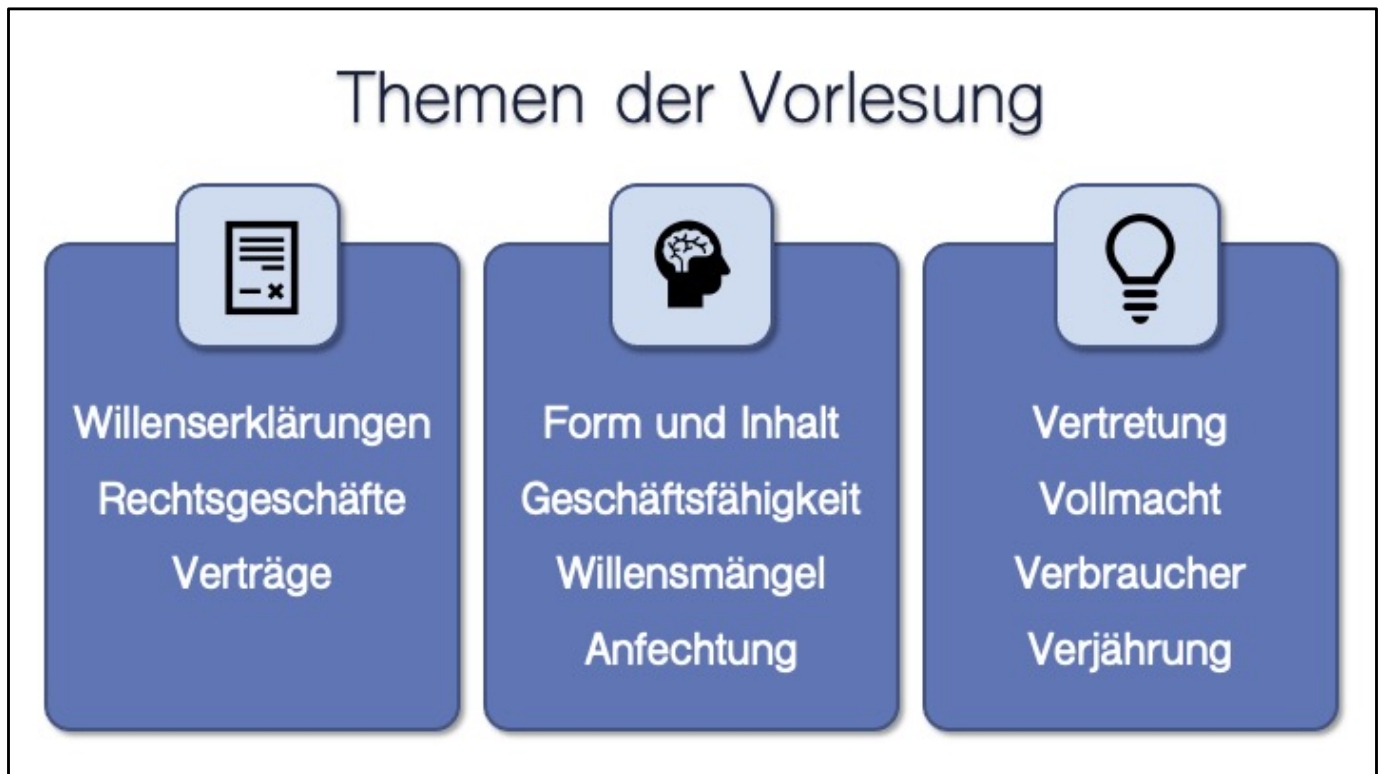 Themen der Vorlesung
Willenserklärungen
Rechtsgeschäfte
Verträge
Form und Inhalt
Geschäftsfähigkeit
Willensmängel
Anfechtung
Vertretung
Vollmacht
Verbraucher
Verjährung